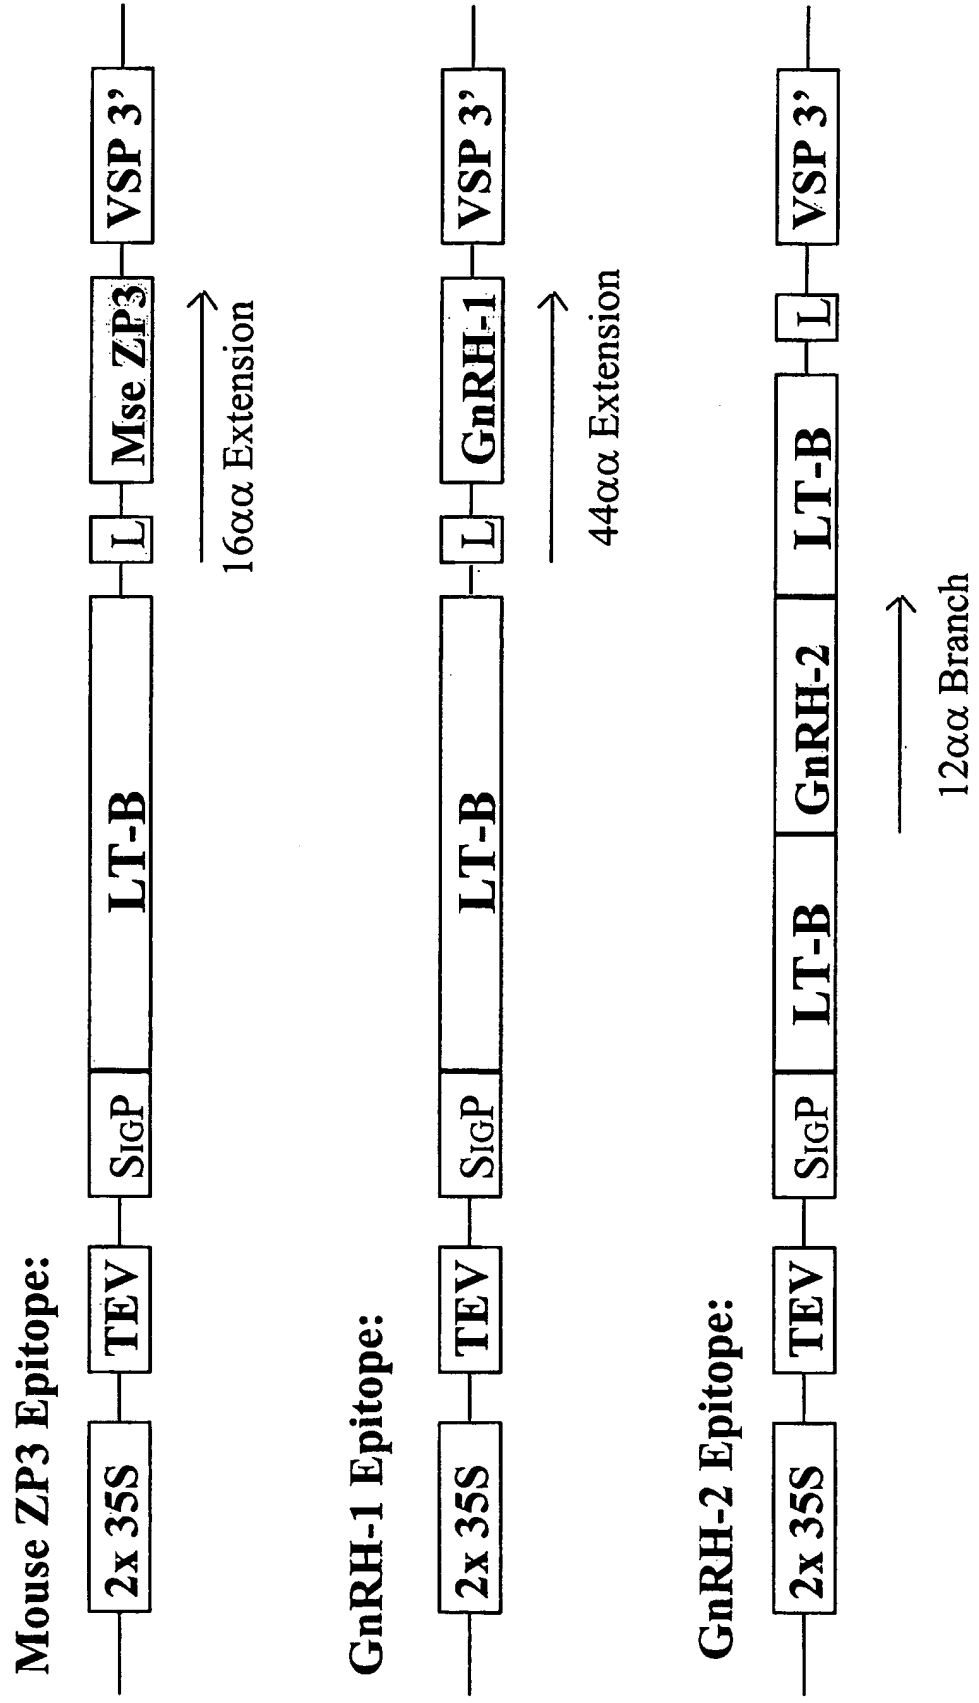 Mouse ZP3 Epitope:
2x 35S TEV SIGP LT-B L Mse ZP3 VSP 3'
16αα Extension
GnRH-1 Epitope:
2x 35S TEV SIGP LT-B L GnRH-1 VSP 3'
44αα Extension
GnRH-2 Epitope:
2x 35S TEV SIGP LT-B GnRH-2 LT-B L VSP 3'
12αα Branch